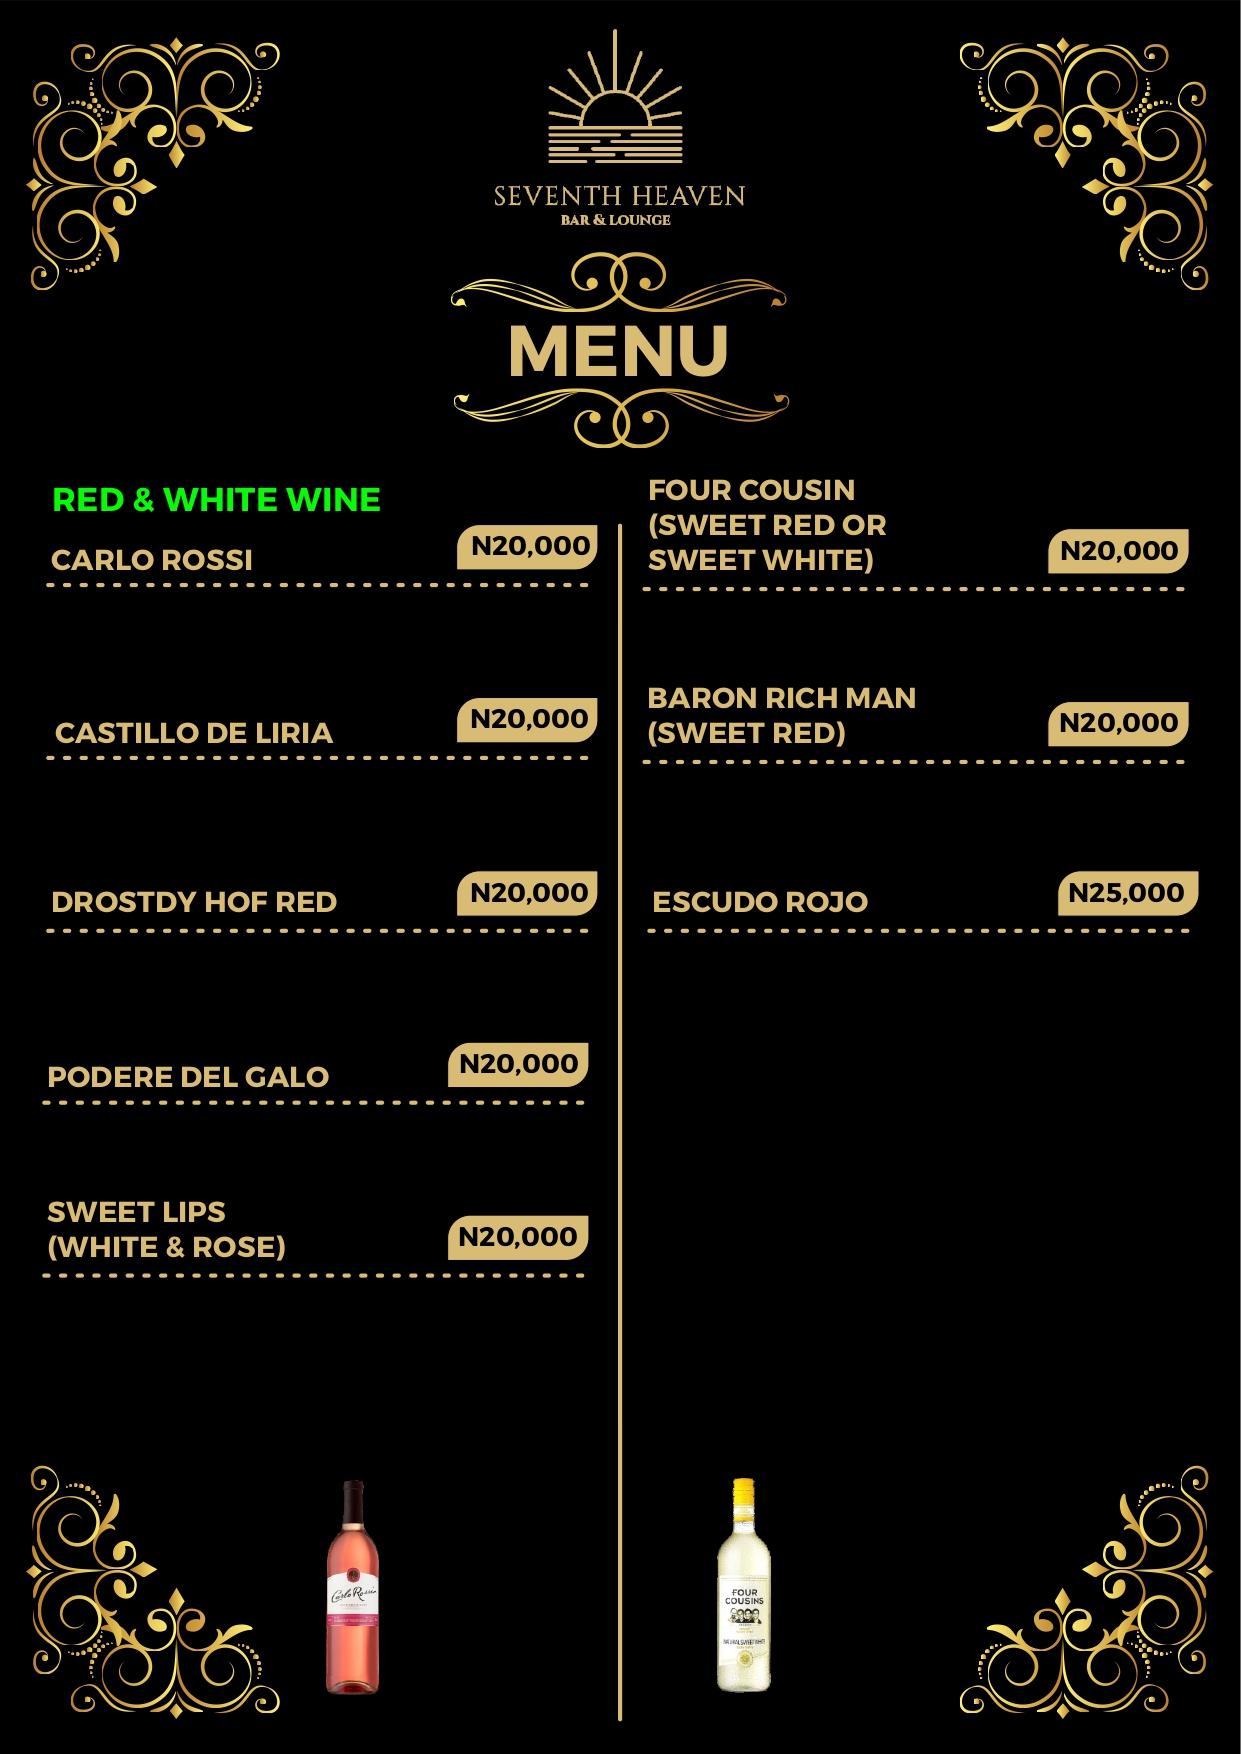 SEVENTH HEAVEN
BAR & LOUNGE
MENU
RED & WHITE WINE
CARLO ROSSI N20,000
CASTILLO DE LIRIA N20,000
DROSTDY HOF RED N20,000
PODERE DEL GALO N20,000
SWEET LIPS
(WHITE & ROSE) N20,000
FOUR COUSIN
(SWEET RED OR
SWEET WHITE) N20,000
BARON RICH MAN
(SWEET RED) N20,000
ESCUDO ROJO N25,000
Carlo Rossi
FOUR
COUSINS
NATURAL SWEET WHITE